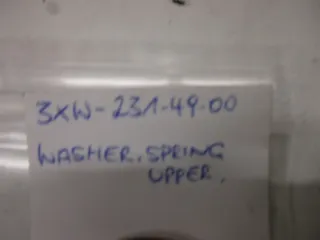 3XW-231-49-00
WASHER, SPRING
UPPER.